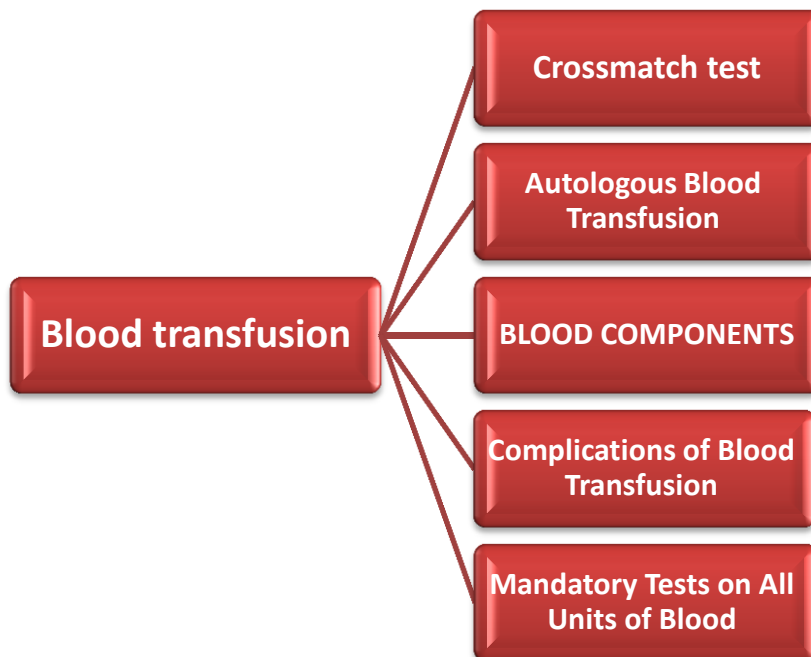 Blood transfusion
Crossmatch test
Autologous Blood
Transfusion
BLOOD COMPONENTS
Complications of Blood
Transfusion
Mandatory Tests on All
Units of Blood